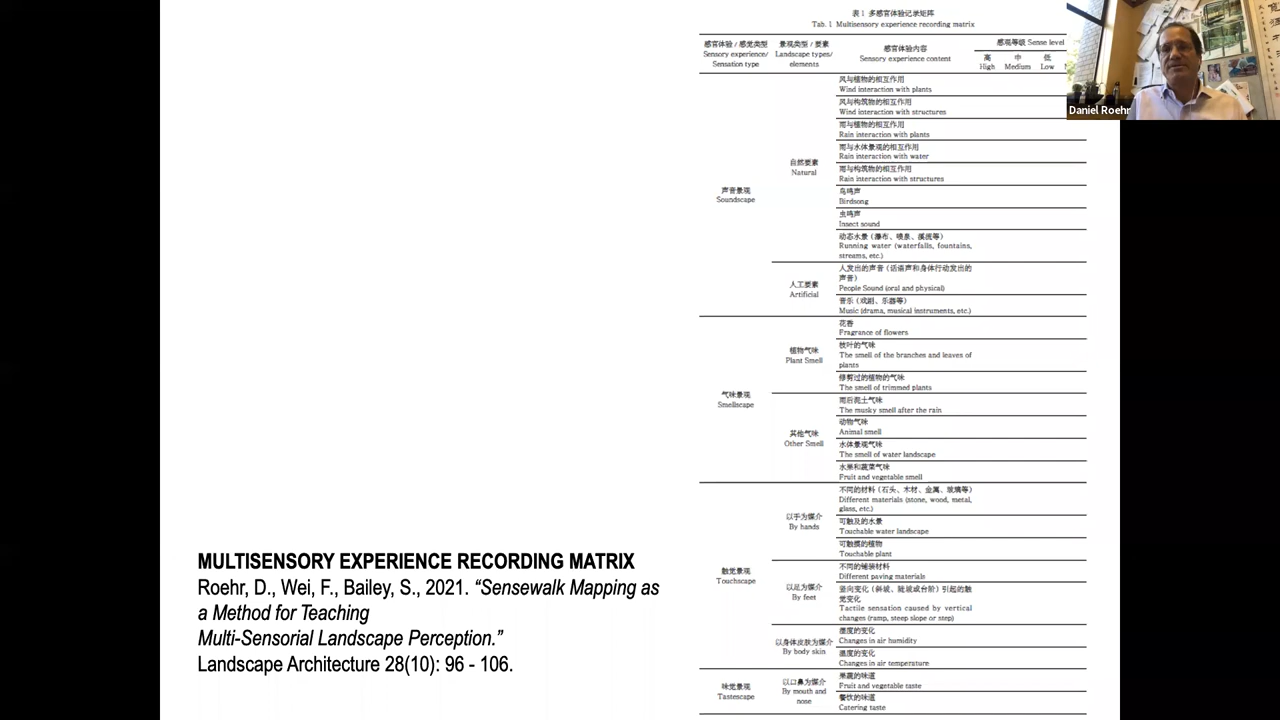 表 1 多感官体验记录矩阵
Tab. 1 Multisensory experience recording matrix
感官体验 / 感觉类型
Sensory experience/
Sensation type
景观类型 / 要素
Landscape types/
elements
感官体验内容
Sensory experience content
感观等级 Sense level
高
High
中
Medium
低
Low
声音景观
Soundscape
自然要素
Natural
风与植物的相互作用
Wind interaction with plants
风与构筑物的相互作用
Wind interaction with structures
雨与植物的相互作用
Rain interaction with plants
雨与水体景观的相互作用
Rain interaction with water
雨与构筑物的相互作用
Rain interaction with structures
鸟鸣声
Birdsong
虫鸣声
Insect sound
动态水景（瀑布、喷泉、溪流等）
Running water (waterfalls, fountains,
streams, etc.)
人工要素
Artificial
人发出的声音（话语声和身体行动发出的
声音）
People Sound (oral and physical)
音乐（戏剧、乐器等）
Music (drama, musical instruments, etc.)
气味景观
Smellscape
植物气味
Plant Smell
花香
Fragrance of flowers
枝叶的气味
The smell of the branches and leaves of
plants
修剪过的植物的气味
The smell of trimmed plants
其他气味
Other Smell
雨后泥土气味
The musky smell after the rain
动物气味
Animal smell
水体景观气味
The smell of water landscape
水果和蔬菜气味
Fruit and vegetable smell
触觉景观
Touchscape
以手为媒介
By hands
不同的材料（石头、木材、金属、玻璃等）
Different materials (stone, wood, metal,
glass, etc.)
可触及的水景
Touchable water landscape
可触摸的植物
Touchable plant
以足为媒介
By feet
不同的铺装材料
Different paving materials
竖向变化（斜坡、陡坡或台阶）引起的触
觉变化
Tactile sensation caused by vertical
changes (ramp, steep slope or step)
以身体皮肤为媒介
By body skin
湿度的变化
Changes in air humidity
温度的变化
Changes in air temperature
味觉景观
Tastescape
以口鼻为媒介
By mouth and
nose
果蔬的味道
Fruit and vegetable taste
餐饮的味道
Catering taste
MULTISENSORY EXPERIENCE RECORDING MATRIX
Roehr, D., Wei, F., Bailey, S., 2021. “Sensewalk Mapping as
a Method for Teaching
Multi-Sensorial Landscape Perception.”
Landscape Architecture 28(10): 96 - 106.
Daniel Roehr